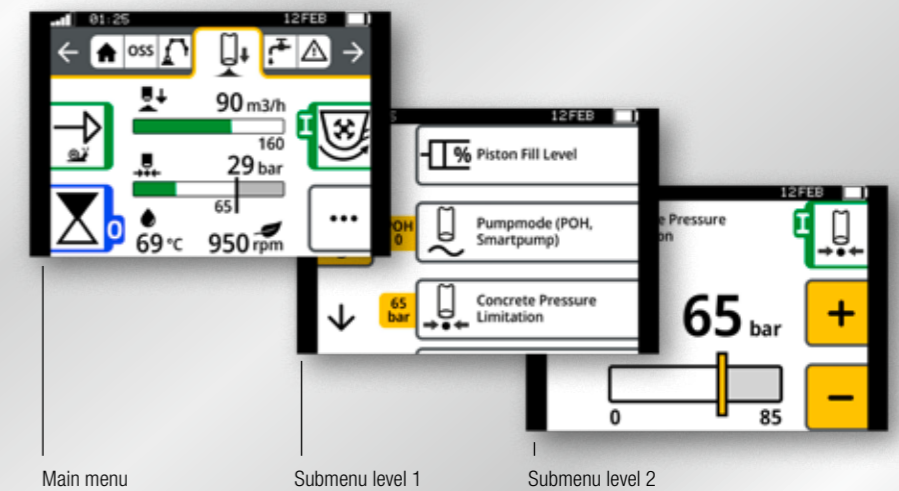 01:25 12FEB
OSS
90 m3/h
160
I
29 bar
65
O
69 °C 950 rpm
...
12FEB
% Piston Fill Level
POH
0
Pumpmode (POH,
Smartpump)
65
bar
Concrete Pressure
Limitation
12FEB
Pressure
I
65 bar
+
0 85
−
Main menu Submenu level 1 Submenu level 2